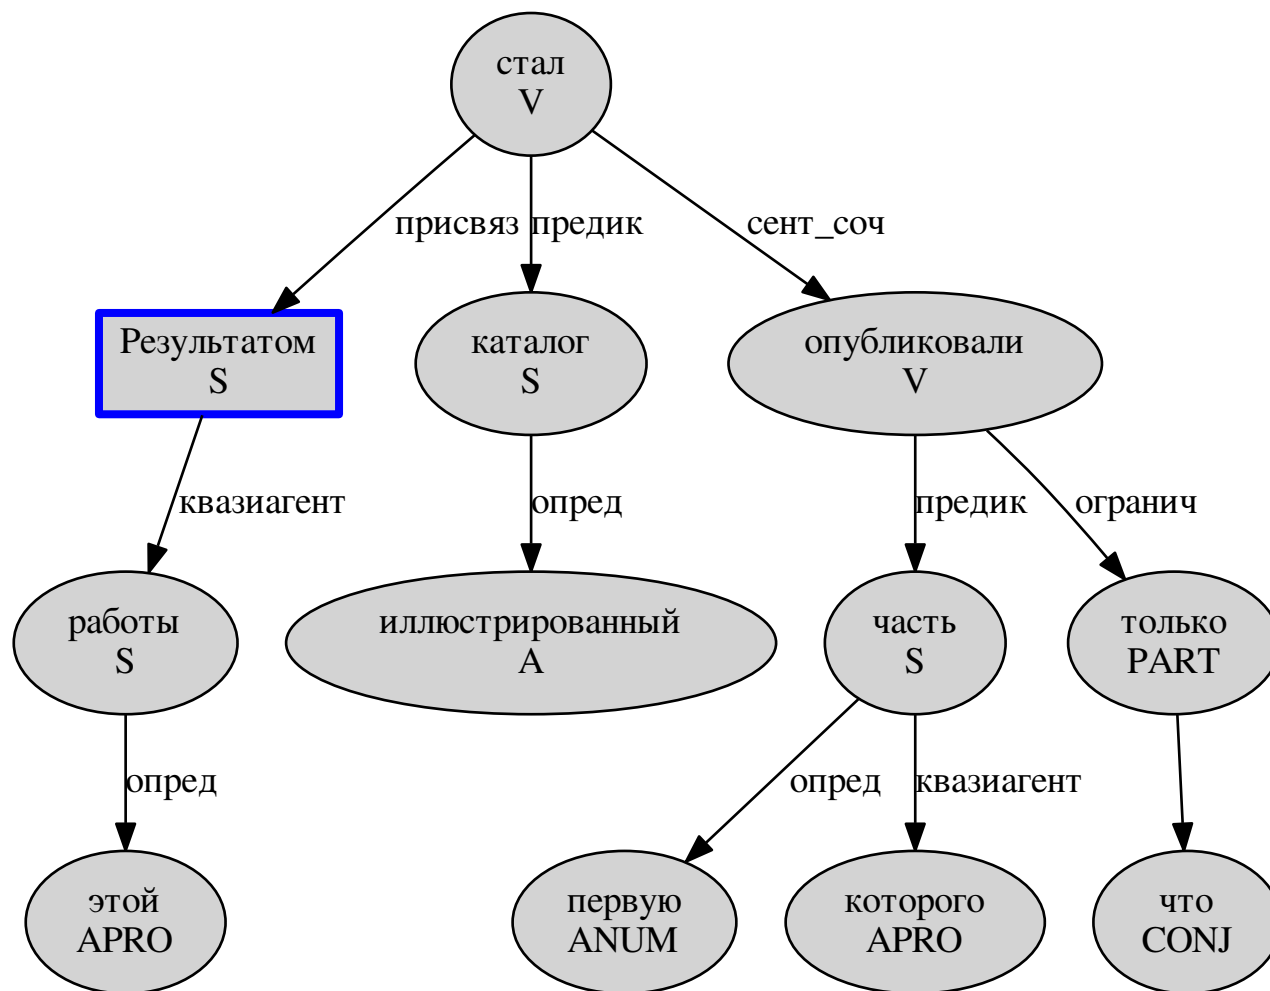 стал
V
присвяз
предик
сент_соч
Результатом
S
каталог
S
опубликовали
V
квазиагент
опред
предик
огранич
работы
S
иллюстрированный
A
часть
S
только
PART
опред
опред
квазиагент
этой
APRO
первую
ANUM
которого
APRO
что
CONJ